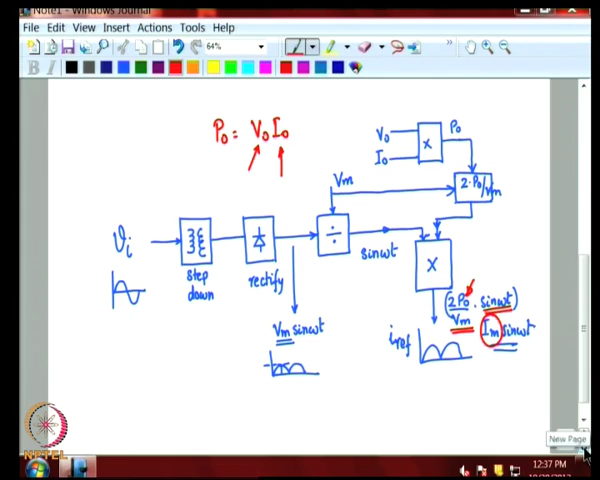 Note1 - Windows Journal
File Edit View Insert Actions Tools Help
64%
B I
P₀ = V₀I₀
V₀
I₀
x
P₀
Vm
2·P₀/Vm
vᵢ
÷
sinωt
x
step
down
rectify
(2P₀/Vm · sinωt)
Vm sinωt
Im sinωt
iref
NPTEL
New Page
12:37 PM